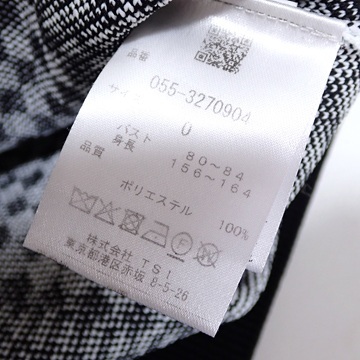 品番
055-3270904
サイズ
0
バスト 80~84
身長 156~164
品質
ポリエステル 100%
株式会社 TSI
東京都港区赤坂 8-5-26